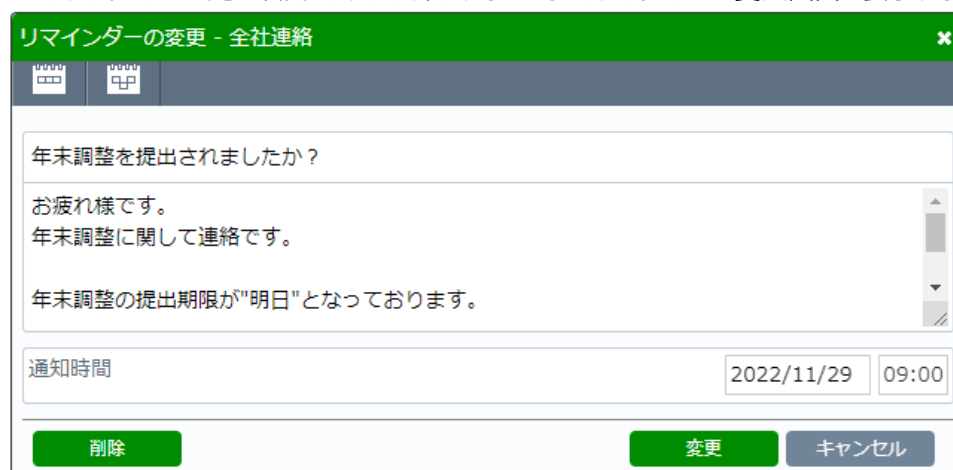 リマインダーの変更 - 全社連絡
年末調整を提出されましたか？
お疲れ様です。
年末調整に関して連絡です。
年末調整の提出期限が"明日"となっております。
通知時間
2022/11/29 09:00
削除 変更 キャンセル